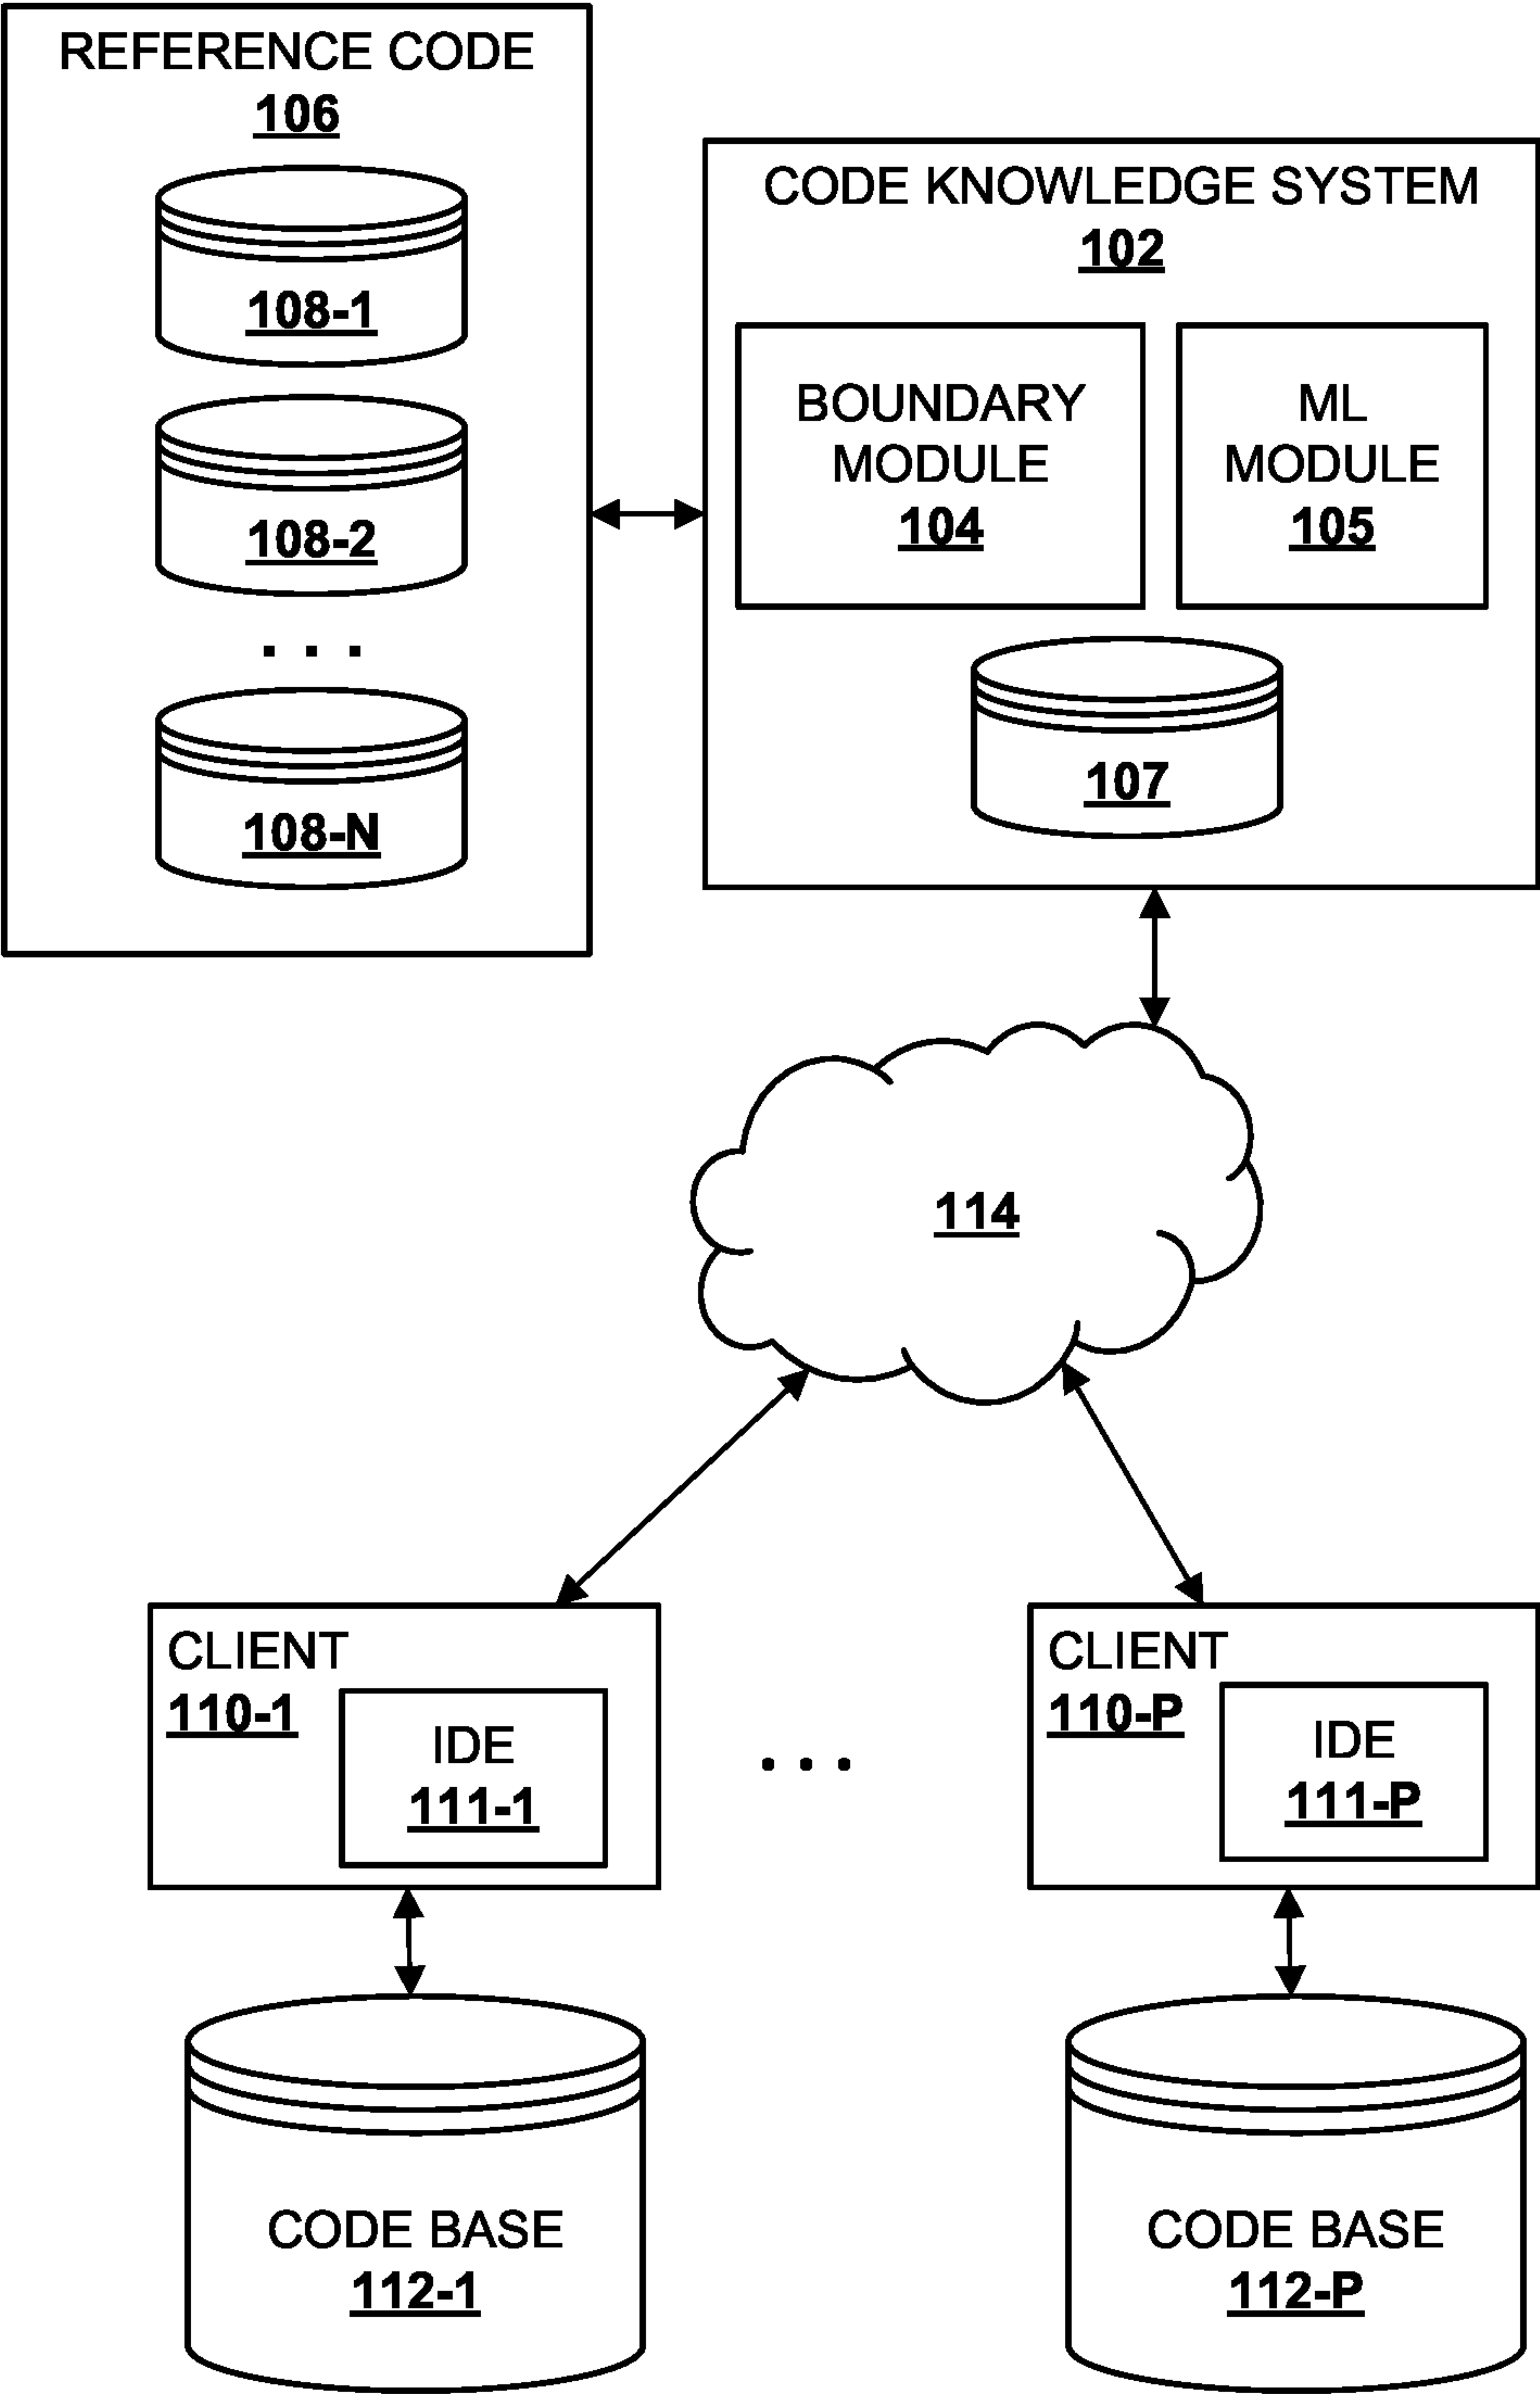 REFERENCE CODE
106
108-1
108-2
. . .
108-N
CODE KNOWLEDGE SYSTEM
102
BOUNDARY
MODULE
104
ML
MODULE
105
107
114
CLIENT
110-1
IDE
111-1
. . .
CLIENT
110-P
IDE
111-P
CODE BASE
112-1
CODE BASE
112-P